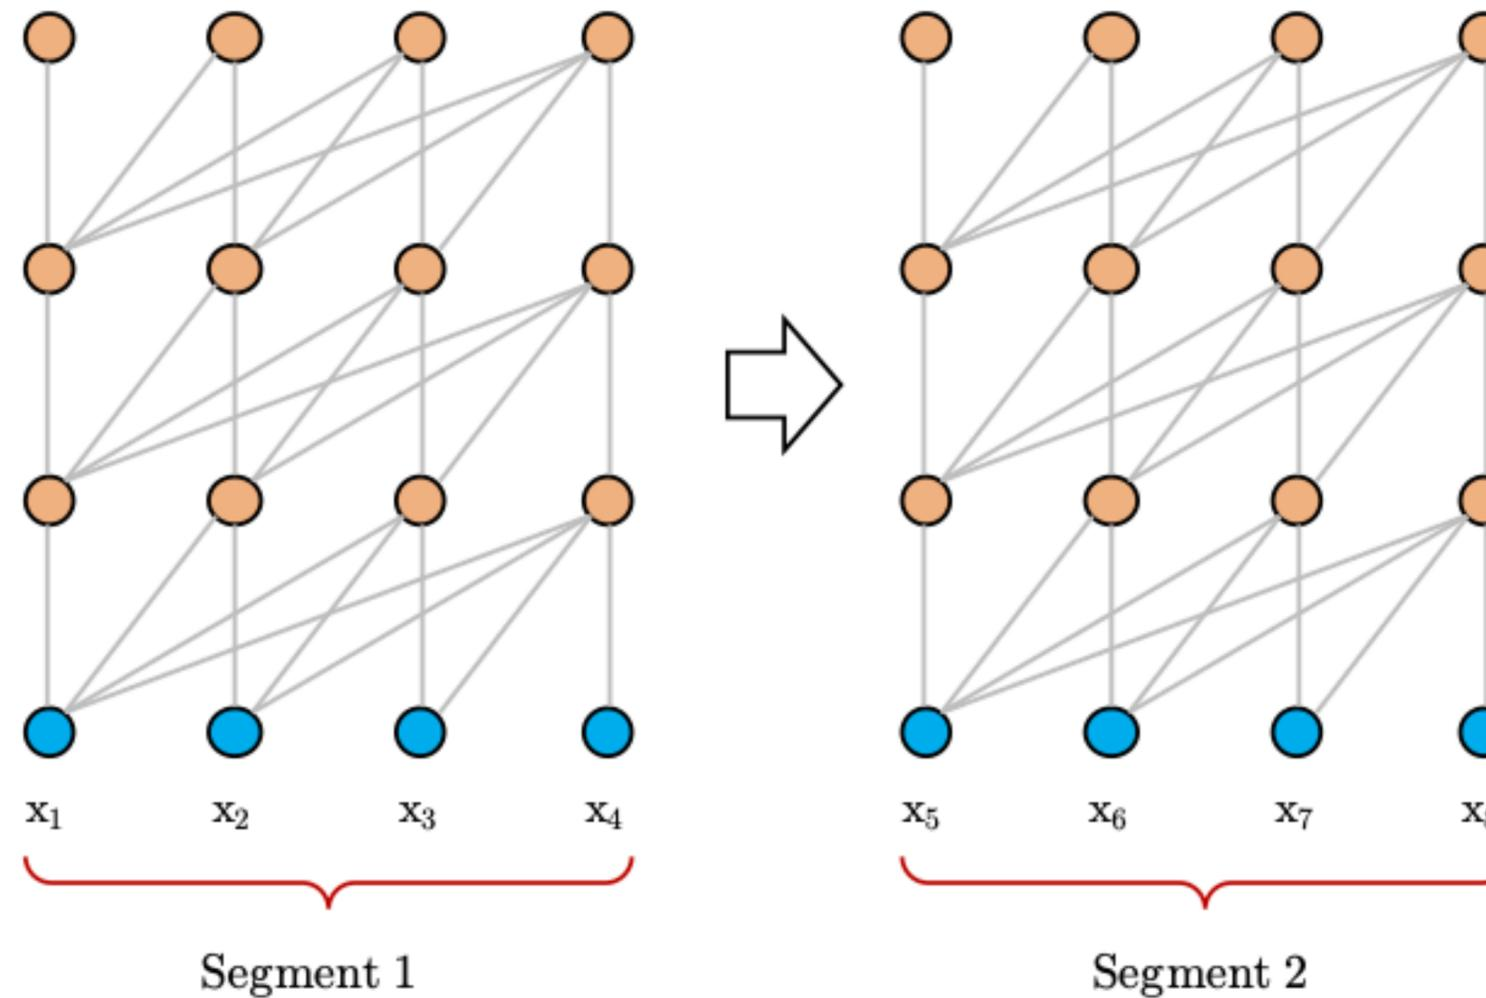 x₁ x₂ x₃ x₄ x₅ x₆ x₇
Segment 1 Segment 2